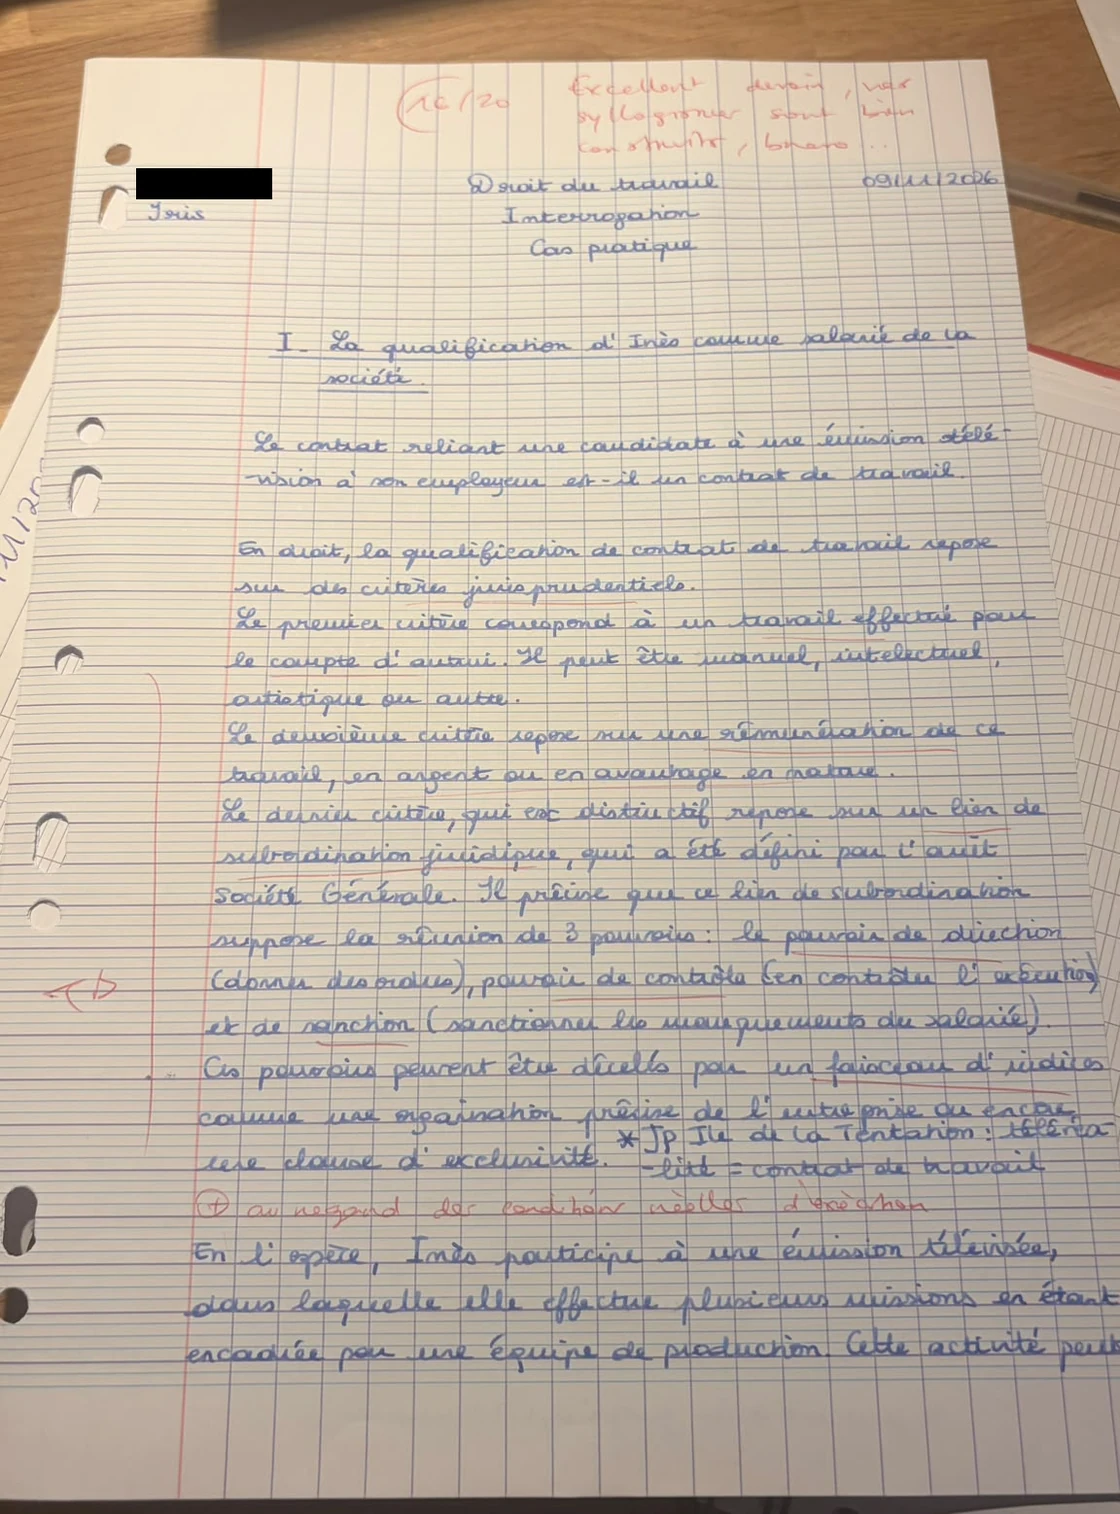 16/20
Excellent devoir, vos
syllogismes sont bien
construits, bravo...
Iris
Droit du travail
09/11/2026
Interrogation
Cas pratique
I - La qualification d'Inès comme salarié de la
société.
Le contrat reliant une candidate à une émission télé-
-vision à son employeur est-il un contrat de travail.
En droit, la qualification de contrat de travail repose
sur des critères jurisprudentiels.
Le premier critère correspond à un travail effectué pour
le compte d'autrui. Il peut être manuel, intelectuel,
artistique ou autre.
Le deuxième critère repose sur une rémunération de ce
travail, en argent ou en avantage en nature.
Le dernier critère, qui est distinctif repose sur un lien de
subordination juridique, qui a été défini par l'arrêt
Société Générale. Il précise que ce lien de subordination
suppose la réunion de 3 pouvoirs : le pouvoir de direction
(donner des ordres), pouvoir de contrôle (en contrôler l'exécution)
et de sanction (sanctionner les manquements du salarié).
TB
Ces pouvoirs peuvent être décellés par un faisceau d'indices
comme une organisation précise de l'entreprise ou encore
une clause d'exclusivité.
* Jp Ile de la Tentation : téléréa-
-lité = contrat de travail
+ au regard des conditions réelles d'exécution
En l'espèce, Inès participe à une émission télévisée,
dans laquelle elle effectue plusieurs missions en étant
encadrée par une équipe de production. Cette activité peut